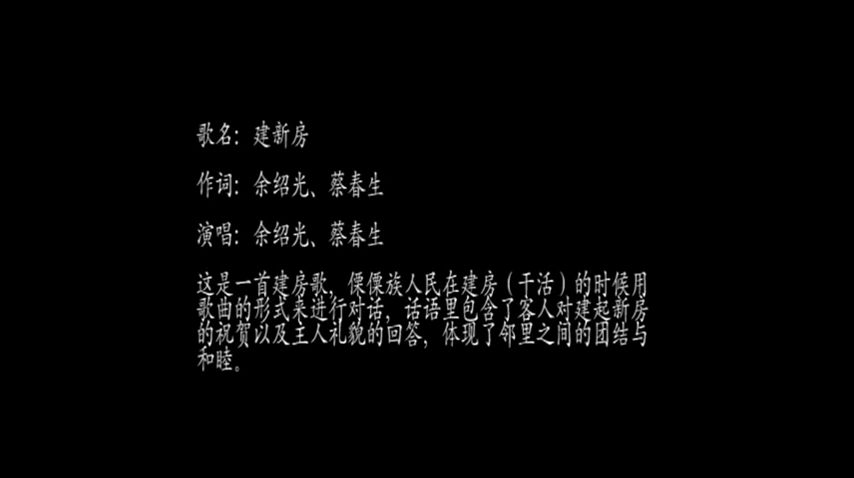 歌名：建新房
作词：余绍光、蔡春生
演唱：余绍光、蔡春生
这是一首建房歌，傈僳族人民在建房（干活）的时候用
歌曲的形式来进行对话，话语里包含了客人对建起新房
的祝贺以及主人礼貌的回答，体现了邻里之间的团结与
和睦。